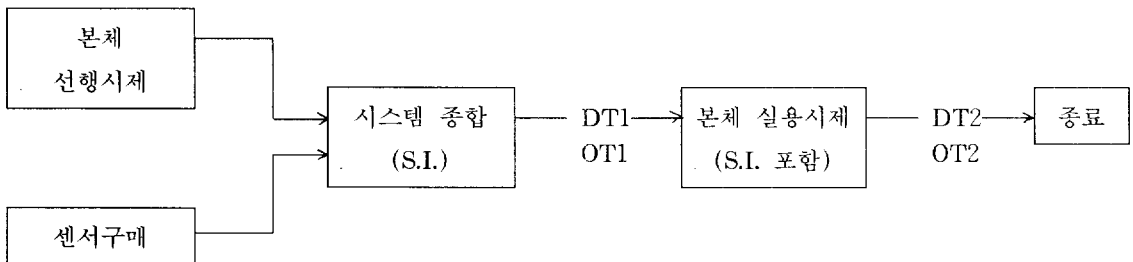 본체
선행시제
센서구매
시스템 종합
(S.I.)
DT1
OT1
본체 실용시제
(S.I. 포함)
DT2
OT2
종료